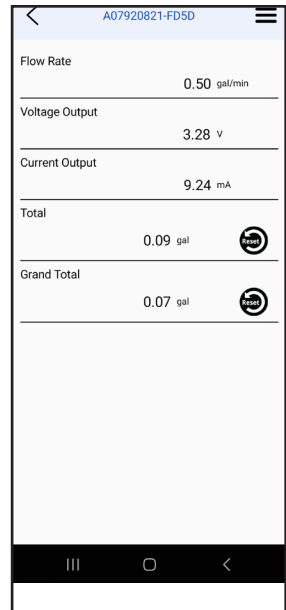 A07920821-FD5D
Flow Rate
0.50 gal/min
Voltage Output
3.28 V
Current Output
9.24 mA
Total
0.09 gal Reset
Grand Total
0.07 gal Reset